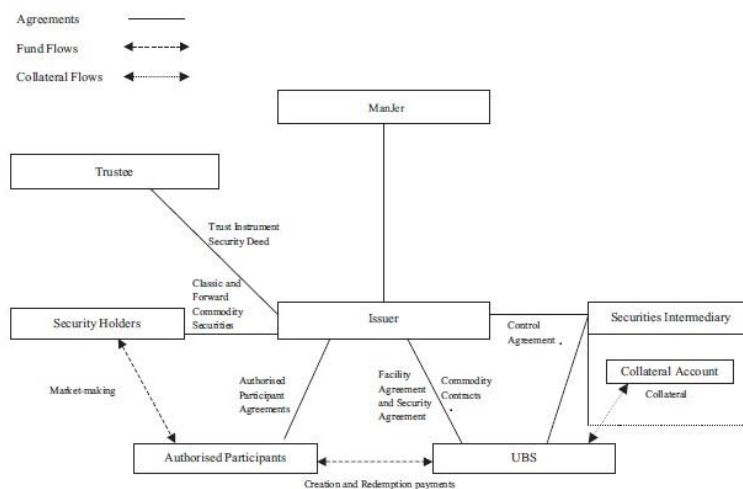 Agreements
Fund Flows
Collateral Flows
ManJer
Trustee
Trust Instrument
Security Deed
Classic and
Forward
Commodity
Securities
Security Holders
Issuer
Securities Intermediary
Control
Agreement
Collateral Account
Collateral
Market-making
Authorised
Participant
Agreements
Facility
Agreement
and Security
Agreement
Commodity
Contracts
Authorised Participants
UBS
Creation and Redemption payments